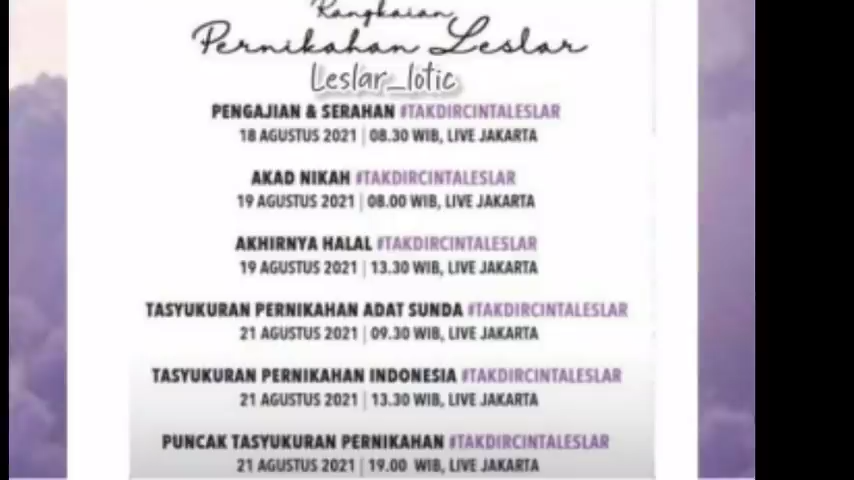 Rangkaian
Pernikahan Leslar
Leslar_lotic
PENGAJIAN & SERAHAN #TAKDIRCINTALESLAR
18 AGUSTUS 2021 | 08.30 WIB, LIVE JAKARTA
AKAD NIKAH #TAKDIRCINTALESLAR
19 AGUSTUS 2021 | 08.00 WIB, LIVE JAKARTA
AKHIRNYA HALAL #TAKDIRCINTALESLAR
19 AGUSTUS 2021 | 13.30 WIB, LIVE JAKARTA
TASYUKURAN PERNIKAHAN ADAT SUNDA #TAKDIRCINTALESLAR
21 AGUSTUS 2021 | 09.30 WIB, LIVE JAKARTA
TASYUKURAN PERNIKAHAN INDONESIA #TAKDIRCINTALESLAR
21 AGUSTUS 2021 | 13.30 WIB, LIVE JAKARTA
PUNCAK TASYUKURAN PERNIKAHAN #TAKDIRCINTALESLAR
21 AGUSTUS 2021 | 19.00 WIB, LIVE JAKARTA